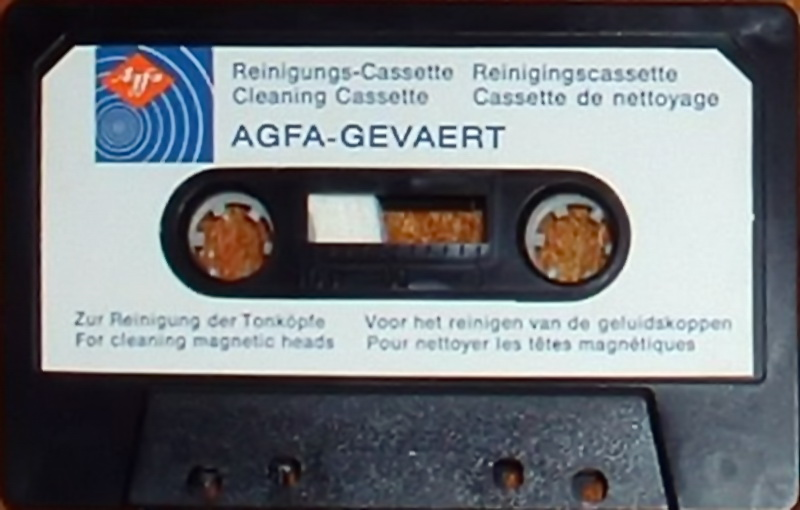 Agfa
Reinigungs-Cassette Reinigingscassette
Cleaning Cassette Cassette de nettoyage
AGFA-GEVAERT
Zur Reinigung der Tonköpfe Voor het reinigen van de geluidskoppen
For cleaning magnetic heads Pour nettoyer les têtes magnétiques